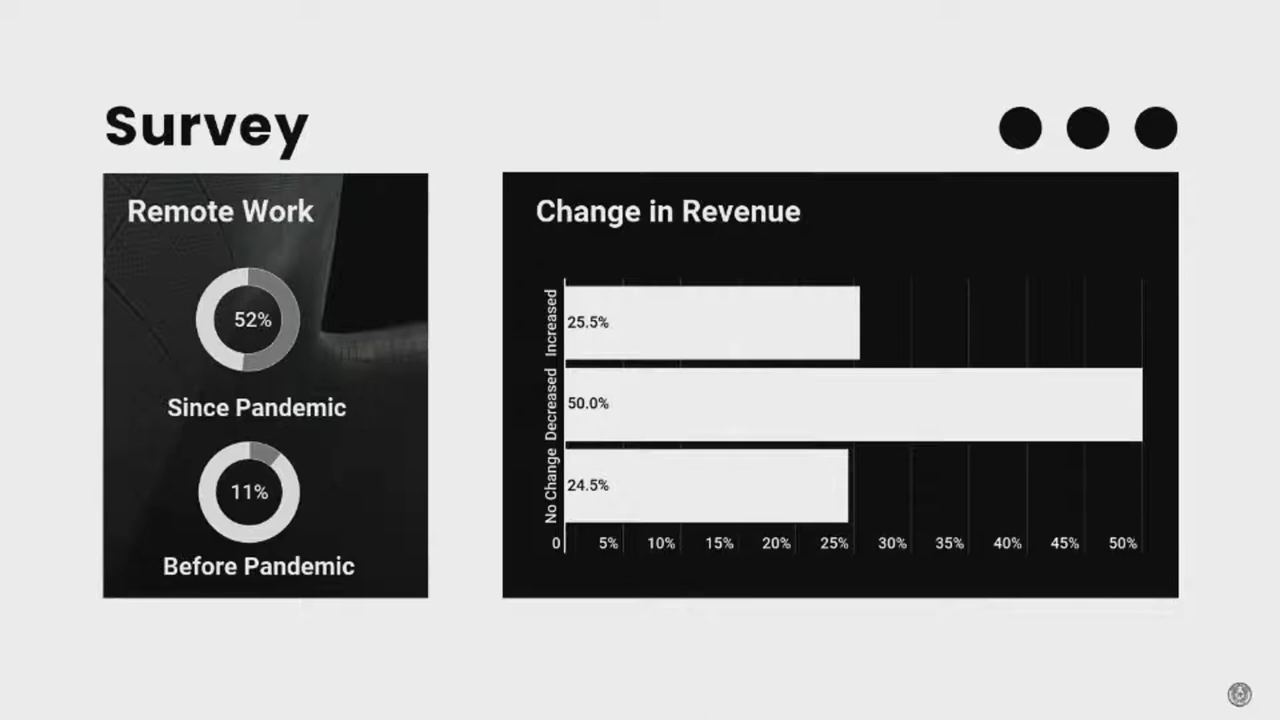 Survey
Remote Work
52%
Since Pandemic
11%
Before Pandemic
Change in Revenue
Increased
25.5%
Decreased
50.0%
No Change
24.5%
0 5% 10% 15% 20% 25% 30% 35% 40% 45% 50%